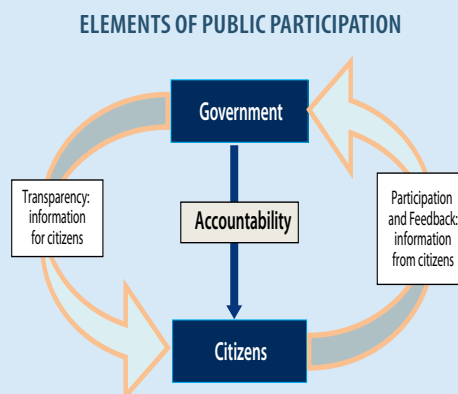 ELEMENTS OF PUBLIC PARTICIPATION
Government
Transparency:
information
for citizens
Accountability
Participation
and Feedback:
information
from citizens
Citizens